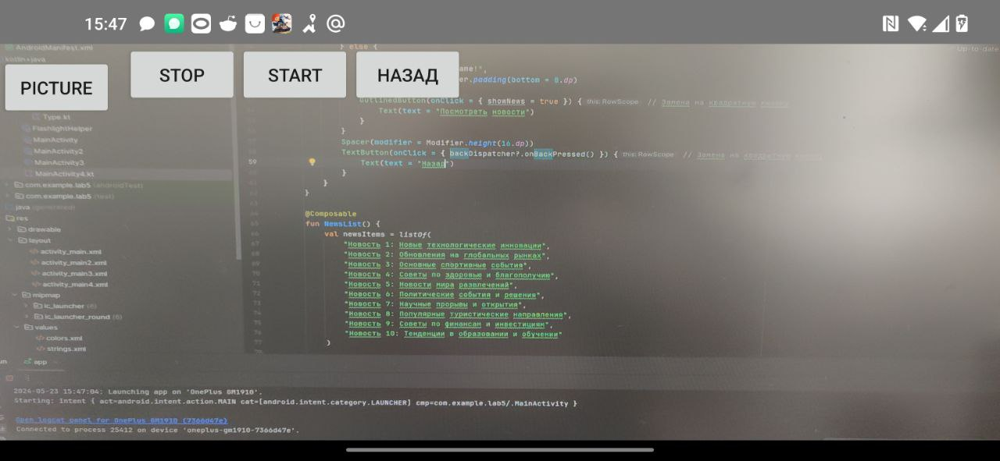 15:47
PICTURE
STOP
START
НАЗАД
AndroidManifest.xml
kotlin+java
Type.kt
FlashlightHelper
MainActivity
MainActivity2
MainActivity3
MainActivity4.kt
com.example.lab5 (androidTest)
com.example.lab5 (test)
java (generated)
res
drawable
layout
activity_main.xml
activity_main2.xml
activity_main3.xml
activity_main4.xml
mipmap
ic_launcher (6)
ic_launcher_round (6)
values
colors.xml
strings.xml
Up-to-date
} else {
ame!",
er.padding(bottom = 8.dp)
OutlinedButton(onClick = { showNews = true }) { this: RowScope // Замена на квадратную кнопку
Text(text = "Посмотреть новости")
}
}
Spacer(modifier = Modifier.height(16.dp))
TextButton(onClick = { backDispatcher?.onBackPressed() }) { this: RowScope // Замена на квадратную кнопку
59 Text(text = "Назад")
}
}
}
@Composable
fun NewsList() {
val newsItems = listOf(
"Новость 1: Новые технологические инновации",
"Новость 2: Обновления на глобальных рынках",
"Новость 3: Основные спортивные события",
"Новость 4: Советы по здоровью и благополучию",
"Новость 5: Новости мира развлечений",
"Новость 6: Политические события и решения",
"Новость 7: Научные прорывы и открытия",
"Новость 8: Популярные туристические направления",
"Новость 9: Советы по финансам и инвестициям",
"Новость 10: Тенденции в образовании и обучении"
)
un app
2024-05-23 15:47:04: Launching app on 'OnePlus GM1910'.
Starting: Intent { act=android.intent.action.MAIN cat=[android.intent.category.LAUNCHER] cmp=com.example.lab5/.MainActivity }
Open logcat panel for OnePlus GM1910 (7366d47e)
Connected to process 25412 on device 'oneplus-gm1910-7366d47e'.